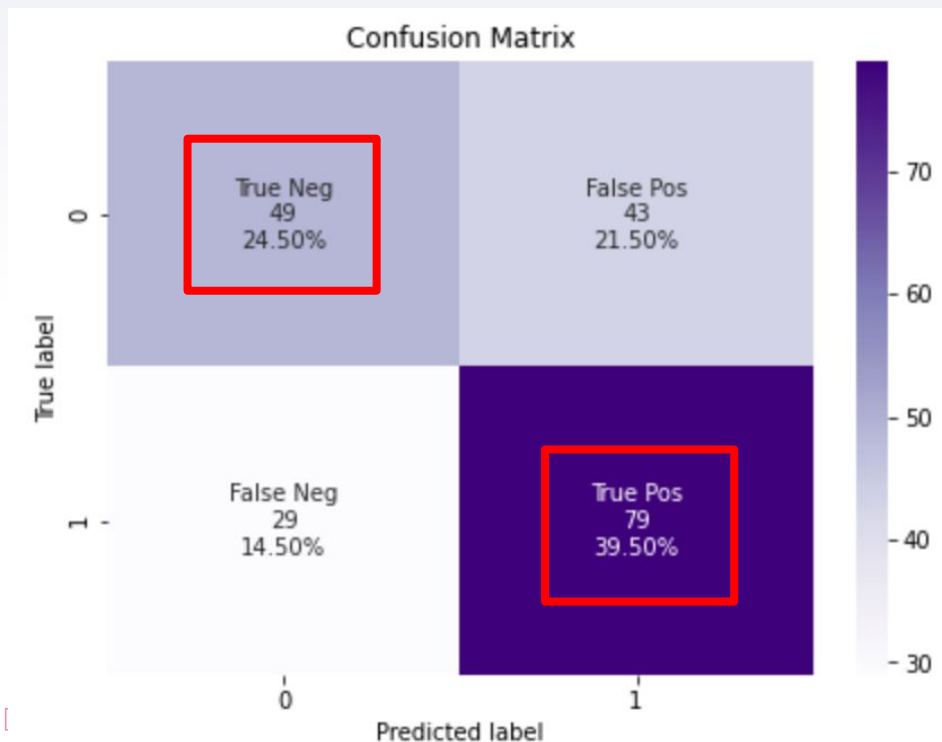 Confusion Matrix
True Neg
49
24.50%
False Pos
43
21.50%
False Neg
29
14.50%
True Pos
79
39.50%
0
1
True label
0
1
Predicted label
70
60
50
40
30